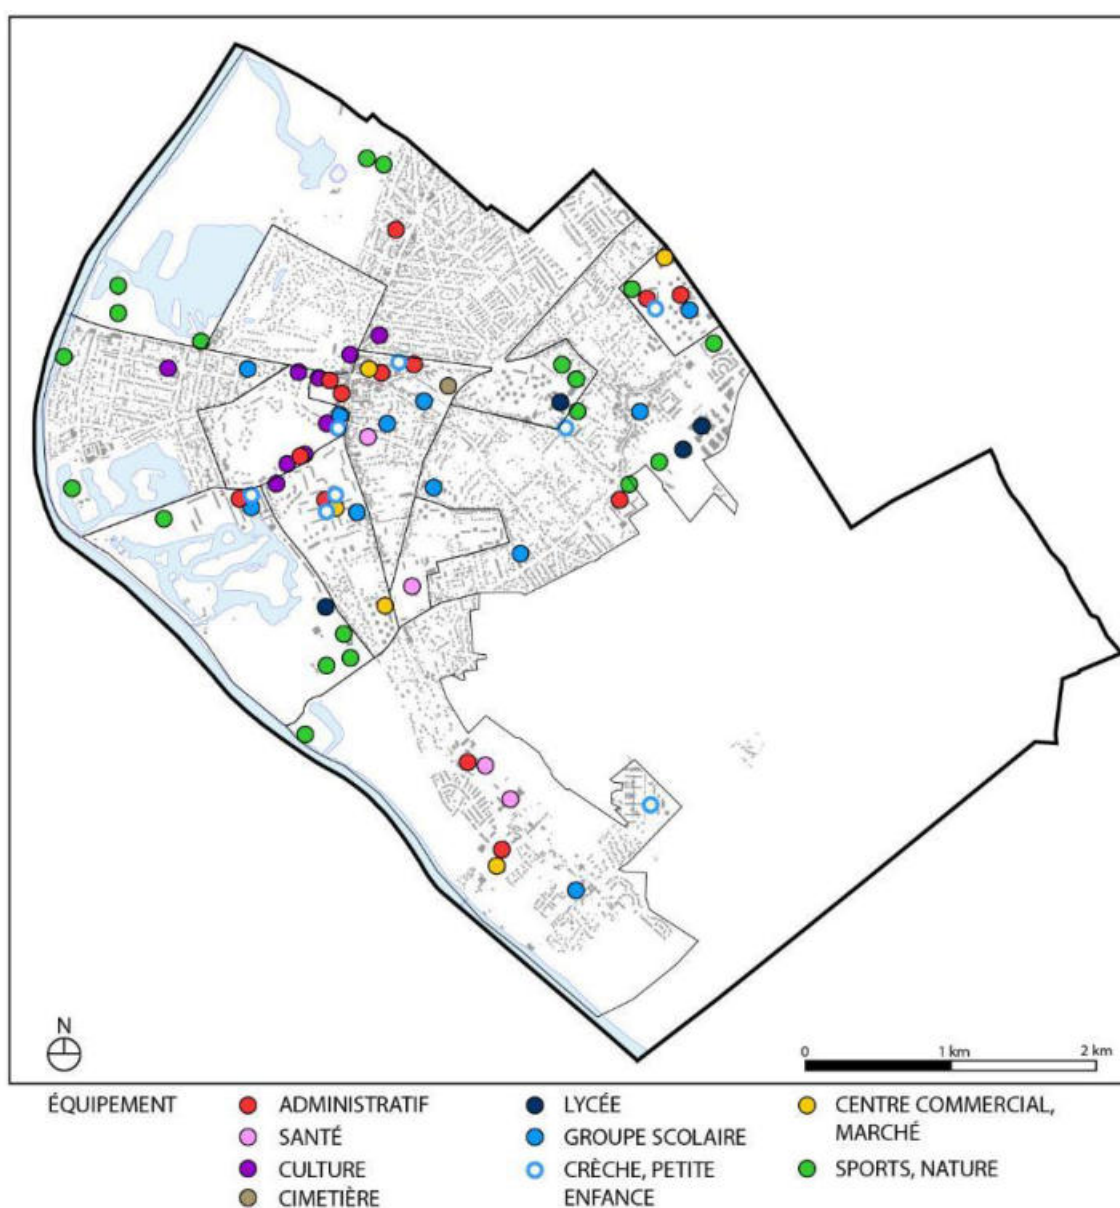 N
0
1 km
2 km
ÉQUIPEMENT
ADMINISTRATIF
SANTÉ
CULTURE
CIMETIÈRE
LYCÉE
GROUPE SCOLAIRE
CRÈCHE, PETITE
ENFANCE
CENTRE COMMERCIAL,
MARCHÉ
SPORTS, NATURE